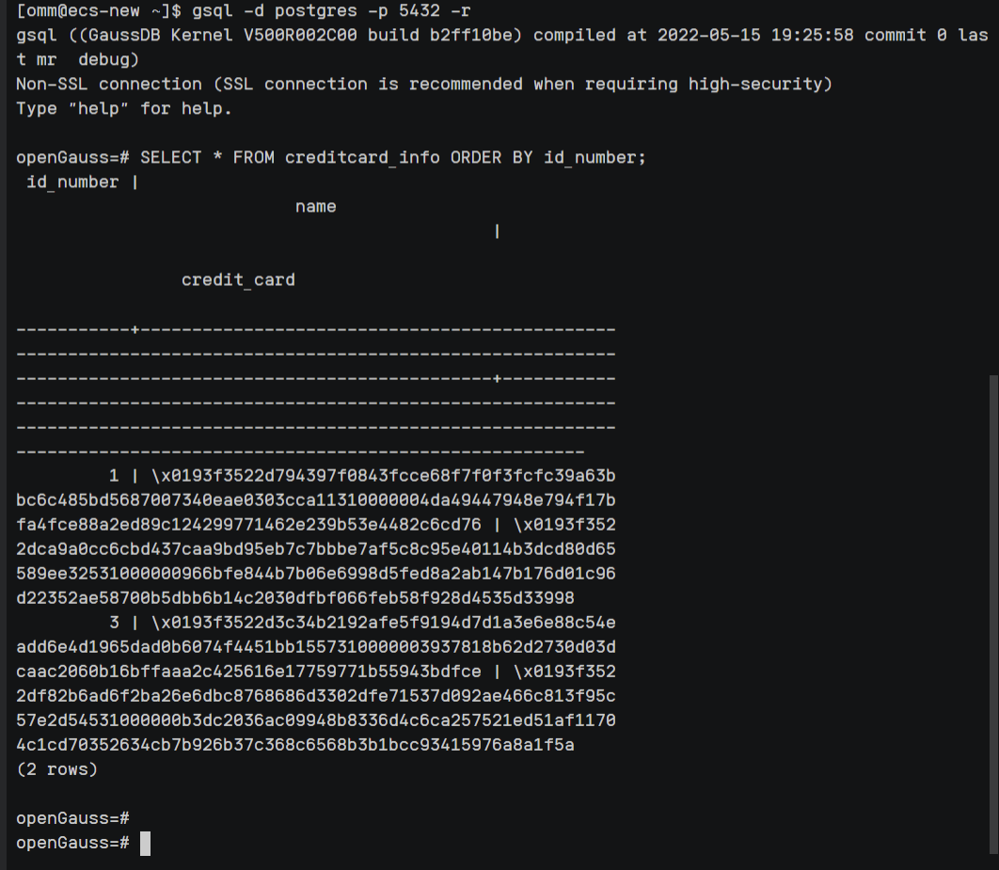 [omm@ecs-new ~]$ gsql -d postgres -p 5432 -r
gsql ((GaussDB Kernel V500R002C00 build b2ff10be) compiled at 2022-05-15 19:25:58 commit 0 las
t mr  debug)
Non-SSL connection (SSL connection is recommended when requiring high-security)
Type "help" for help.
openGauss=# SELECT * FROM creditcard_info ORDER BY id_number;
id_number |
name
|
credit_card
-----------+----------------------------------------------
----------------------------------------------------------
----------------------------------------------+-----------
----------------------------------------------------------
----------------------------------------------------------
-------------------------------------------------------
1 | \x0193f3522d794397f0843fcce68f7f0f3fcfc39a63b
bc6c485bd5687007340eae0303cca11310000004da49447948e794f17b
fa4fce88a2ed89c124299771462e239b53e4482c6cd76 | \x0193f352
2dca9a0cc6cbd437caa9bd95eb7c7bbbe7af5c8c95e40114b3dcd80d65
589ee32531000000966bfe844b7b06e6998d5fed8a2ab147b176d01c96
d22352ae58700b5dbb6b14c2030dfbf066feb58f928d4535d33998
3 | \x0193f3522d3c34b2192afe5f9194d7d1a3e6e88c54e
add6e4d1965dad0b6074f4451bb1557310000003937818b62d2730d03d
caac2060b16bffaaa2c425616e17759771b55943bdfce | \x0193f352
2df82b6ad6f2ba26e6dbc8768686d3302dfe71537d092ae466c813f95c
57e2d54531000000b3dc2036ac09948b8336d4c6ca257521ed51af1170
4c1cd70352634cb7b926b37c368c6568b3b1bcc93415976a8a1f5a
(2 rows)
openGauss=#
openGauss=#